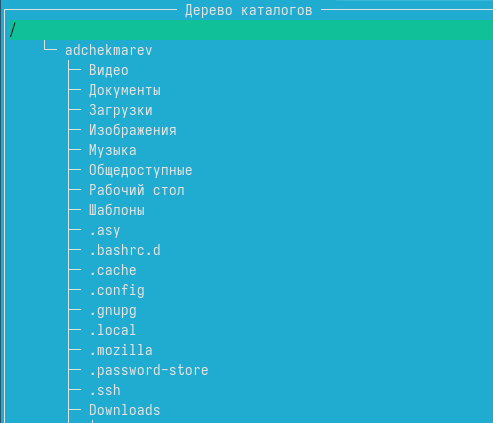 Дерево каталогов
/
adchekmarev
Видео
Документы
Загрузки
Изображения
Музыка
Общедоступные
Рабочий стол
Шаблоны
.asy
.bashrc.d
.cache
.config
.gnupg
.local
.mozilla
.password-store
.ssh
Downloads